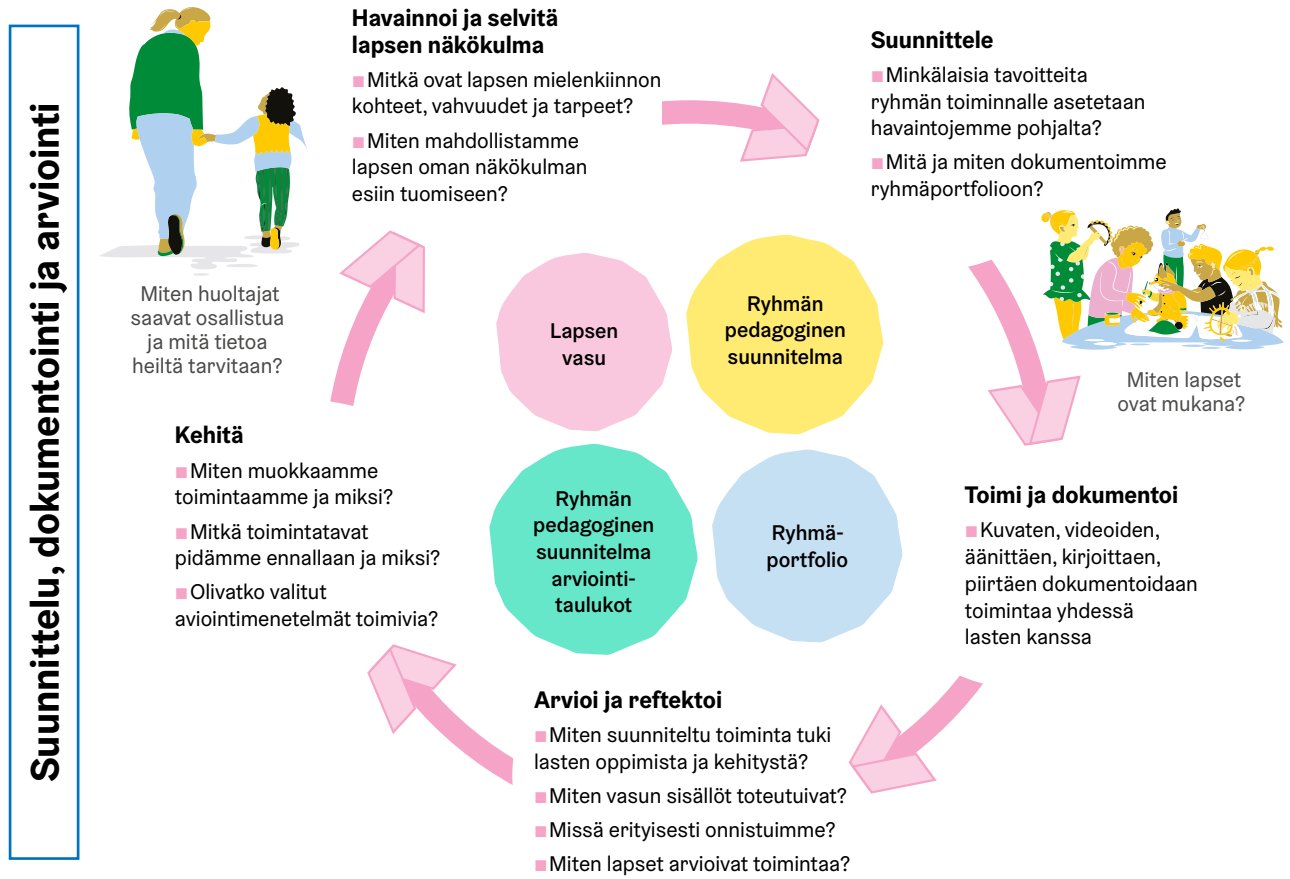 Suunnittelu, dokumentointi ja arviointi
Havainnoi ja selvitä
lapsen näkökulma
■ Mitkä ovat lapsen mielenkiinnon
kohteet, vahvuudet ja tarpeet?
■ Miten mahdollistamme
lapsen oman näkökulman
esiin tuomiseen?
Suunnittele
■ Minkälaisia tavoitteita
ryhmän toiminnalle asetetaan
havaintojemme pohjalta?
■ Mitä ja miten dokumentoimme
ryhmäportfolioon?
Miten lapset
ovat mukana?
Toimi ja dokumentoi
■ Kuvaten, videoiden,
äänittäen, kirjoittaen,
piirtäen dokumentoidaan
toimintaa yhdessä
lasten kanssa
Arvioi ja reftektoi
■ Miten suunniteltu toiminta tuki
lasten oppimista ja kehitystä?
■ Miten vasun sisällöt toteutuivat?
■ Missä erityisesti onnistuimme?
■ Miten lapset arvioivat toimintaa?
Kehitä
■ Miten muokkaamme
toimintaamme ja miksi?
■ Mitkä toimintatavat
pidämme ennallaan ja miksi?
■ Olivatko valitut
aviointimenetelmät toimivia?
Miten huoltajat
saavat osallistua
ja mitä tietoa
heiltä tarvitaan?
Lapsen
vasu
Ryhmän
pedagoginen
suunnitelma
Ryhmän
pedagoginen
suunnitelma
arviointi-
taulukot
Ryhmä-
portfolio